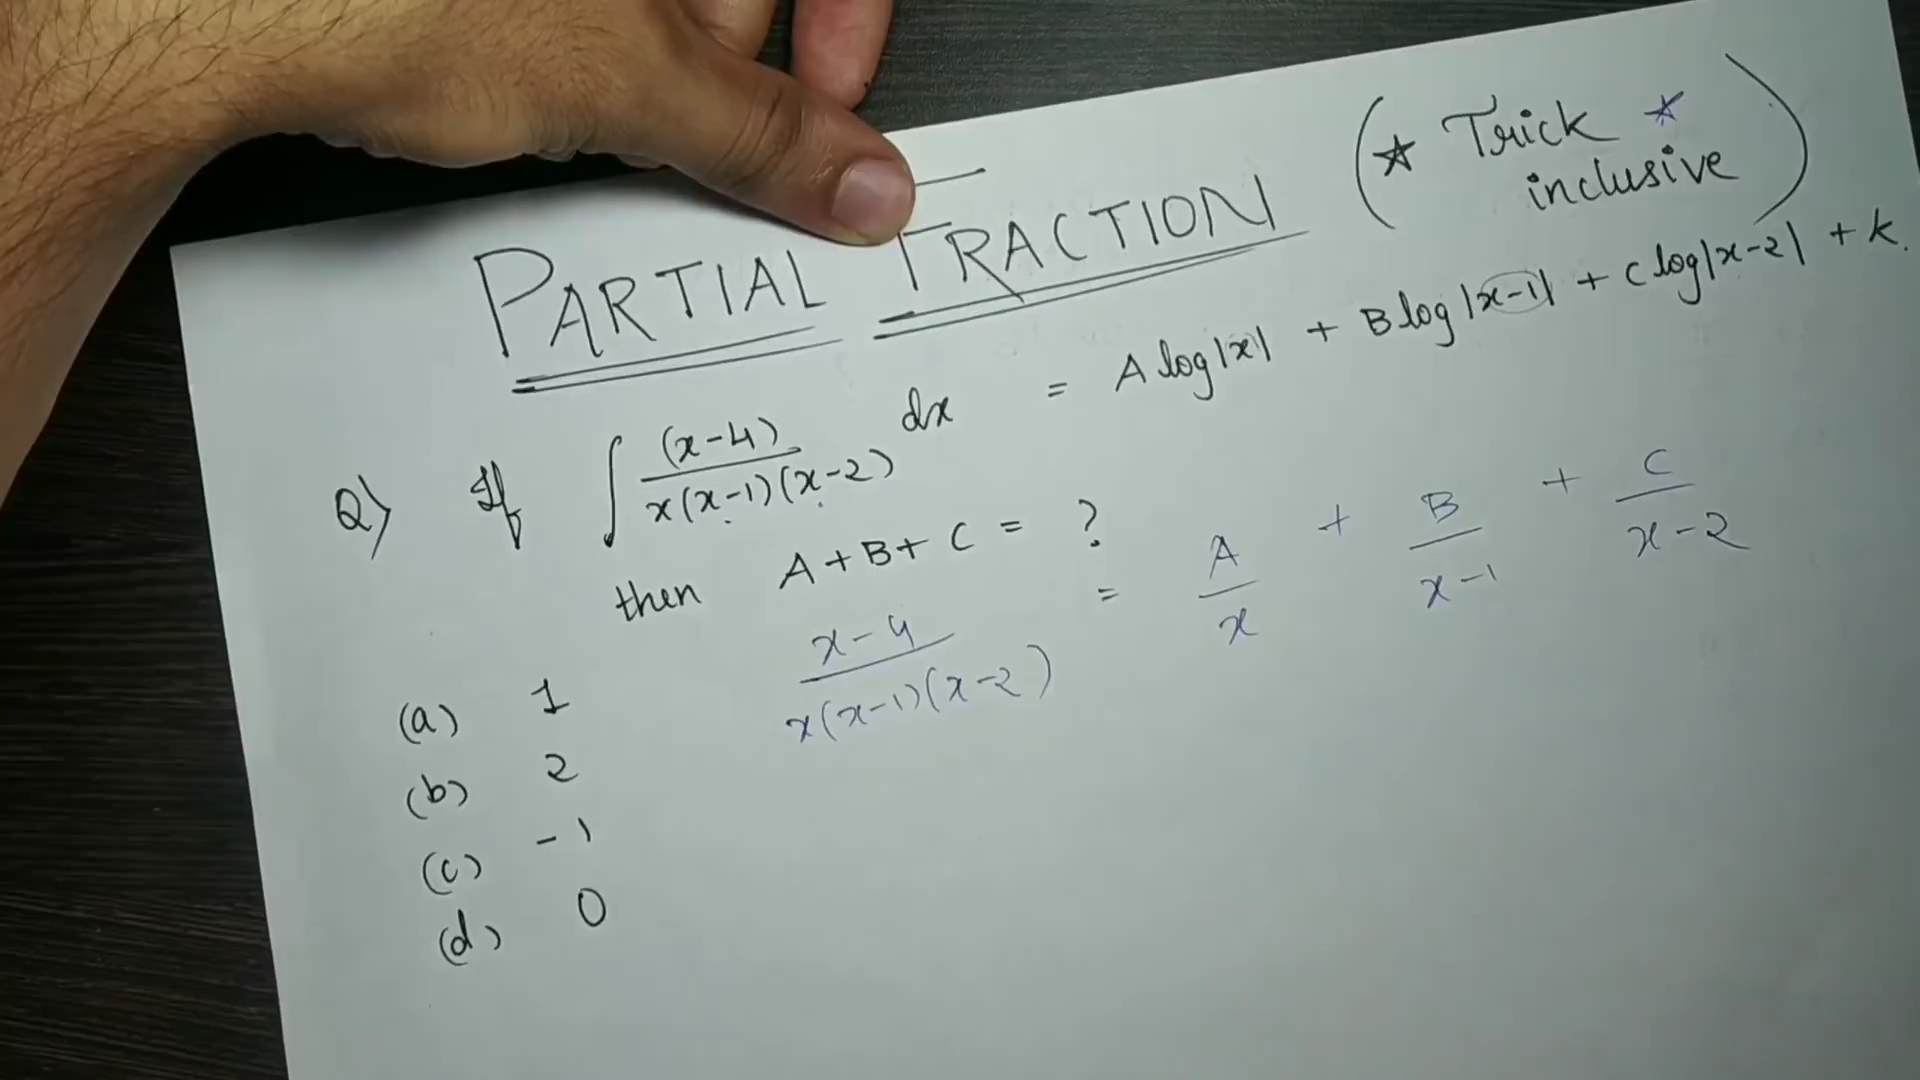 PARTIAL FRACTION (★ Trick ★ inclusive)
Q) If ∫ (x-4) / x(x-1)(x-2) dx = A log|x| + B log|x-1| + C log|x-2| + k.
then A+B+C = ?
x-4 / x(x-1)(x-2) = A/x + B/x-1 + C/x-2
(a) 1
(b) 2
(c) -1
(d) 0